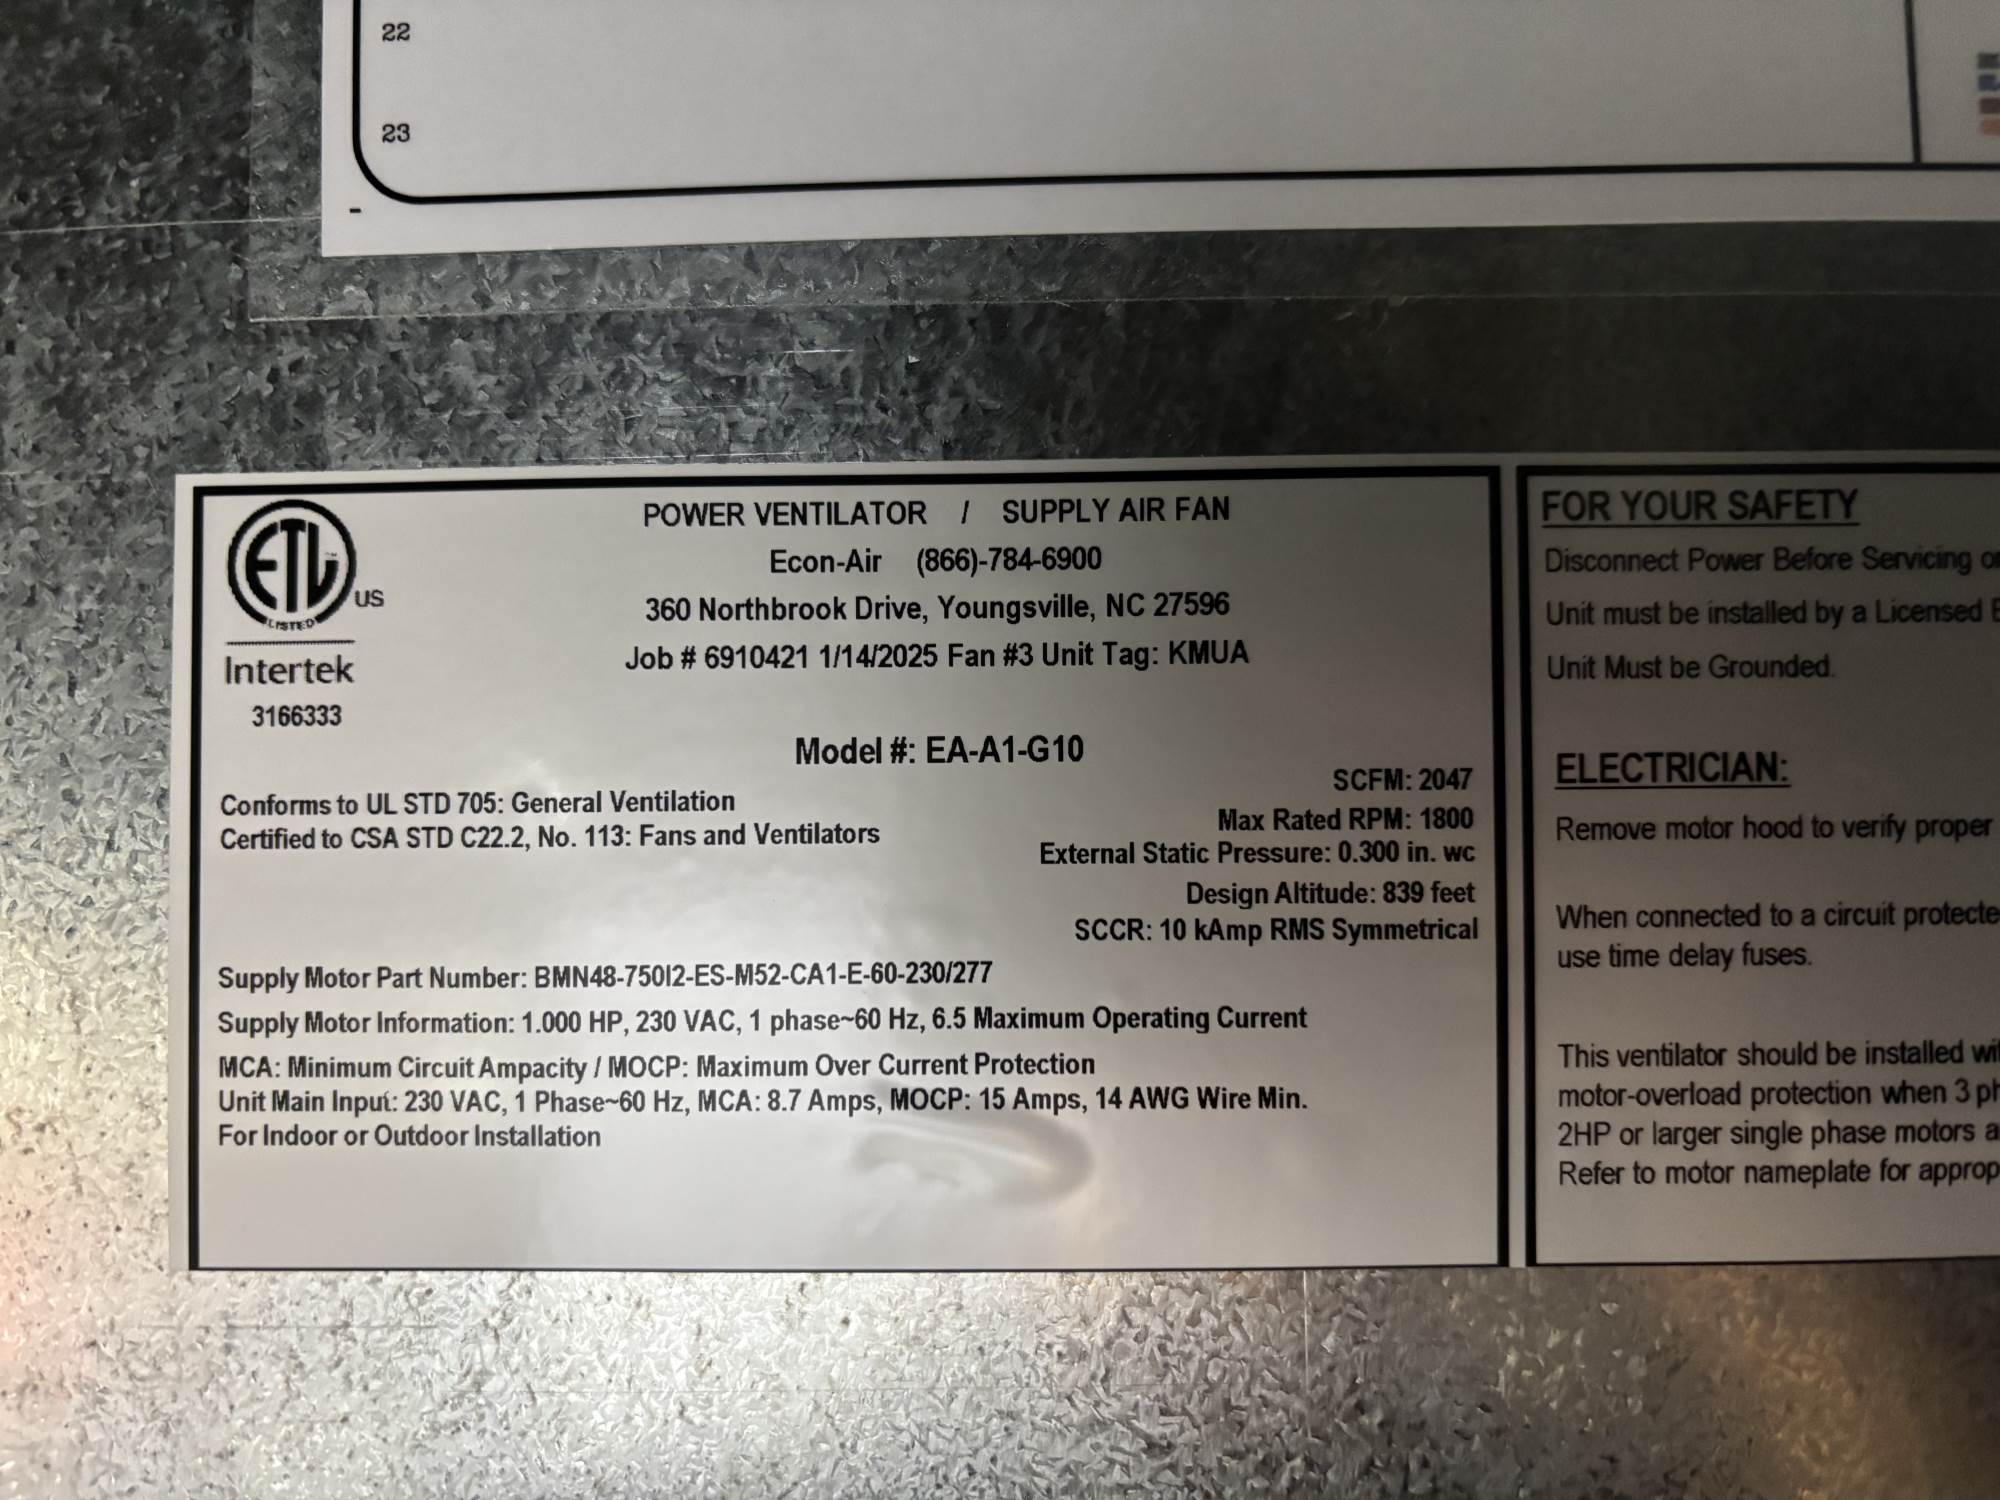 22
23
-
ETL
LISTED
US
Intertek
3166333
POWER VENTILATOR / SUPPLY AIR FAN
Econ-Air (866)-784-6900
360 Northbrook Drive, Youngsville, NC 27596
Job # 6910421 1/14/2025 Fan #3 Unit Tag: KMUA
Model #: EA-A1-G10
Conforms to UL STD 705: General Ventilation
Certified to CSA STD C22.2, No. 113: Fans and Ventilators
SCFM: 2047
Max Rated RPM: 1800
External Static Pressure: 0.300 in. wc
Design Altitude: 839 feet
SCCR: 10 kAmp RMS Symmetrical
Supply Motor Part Number: BMN48-750I2-ES-M52-CA1-E-60-230/277
Supply Motor Information: 1.000 HP, 230 VAC, 1 phase~60 Hz, 6.5 Maximum Operating Current
MCA: Minimum Circuit Ampacity / MOCP: Maximum Over Current Protection
Unit Main Input: 230 VAC, 1 Phase~60 Hz, MCA: 8.7 Amps, MOCP: 15 Amps, 14 AWG Wire Min.
For Indoor or Outdoor Installation
FOR YOUR SAFETY
Disconnect Power Before Servicing
Unit must be installed by a Licensed
Unit Must be Grounded.
ELECTRICIAN:
Remove motor hood to verify proper
When connected to a circuit
use time delay fuses.
This ventilator should be installed
motor-overload protection when 3
2HP or larger single phase motors
Refer to motor nameplate for